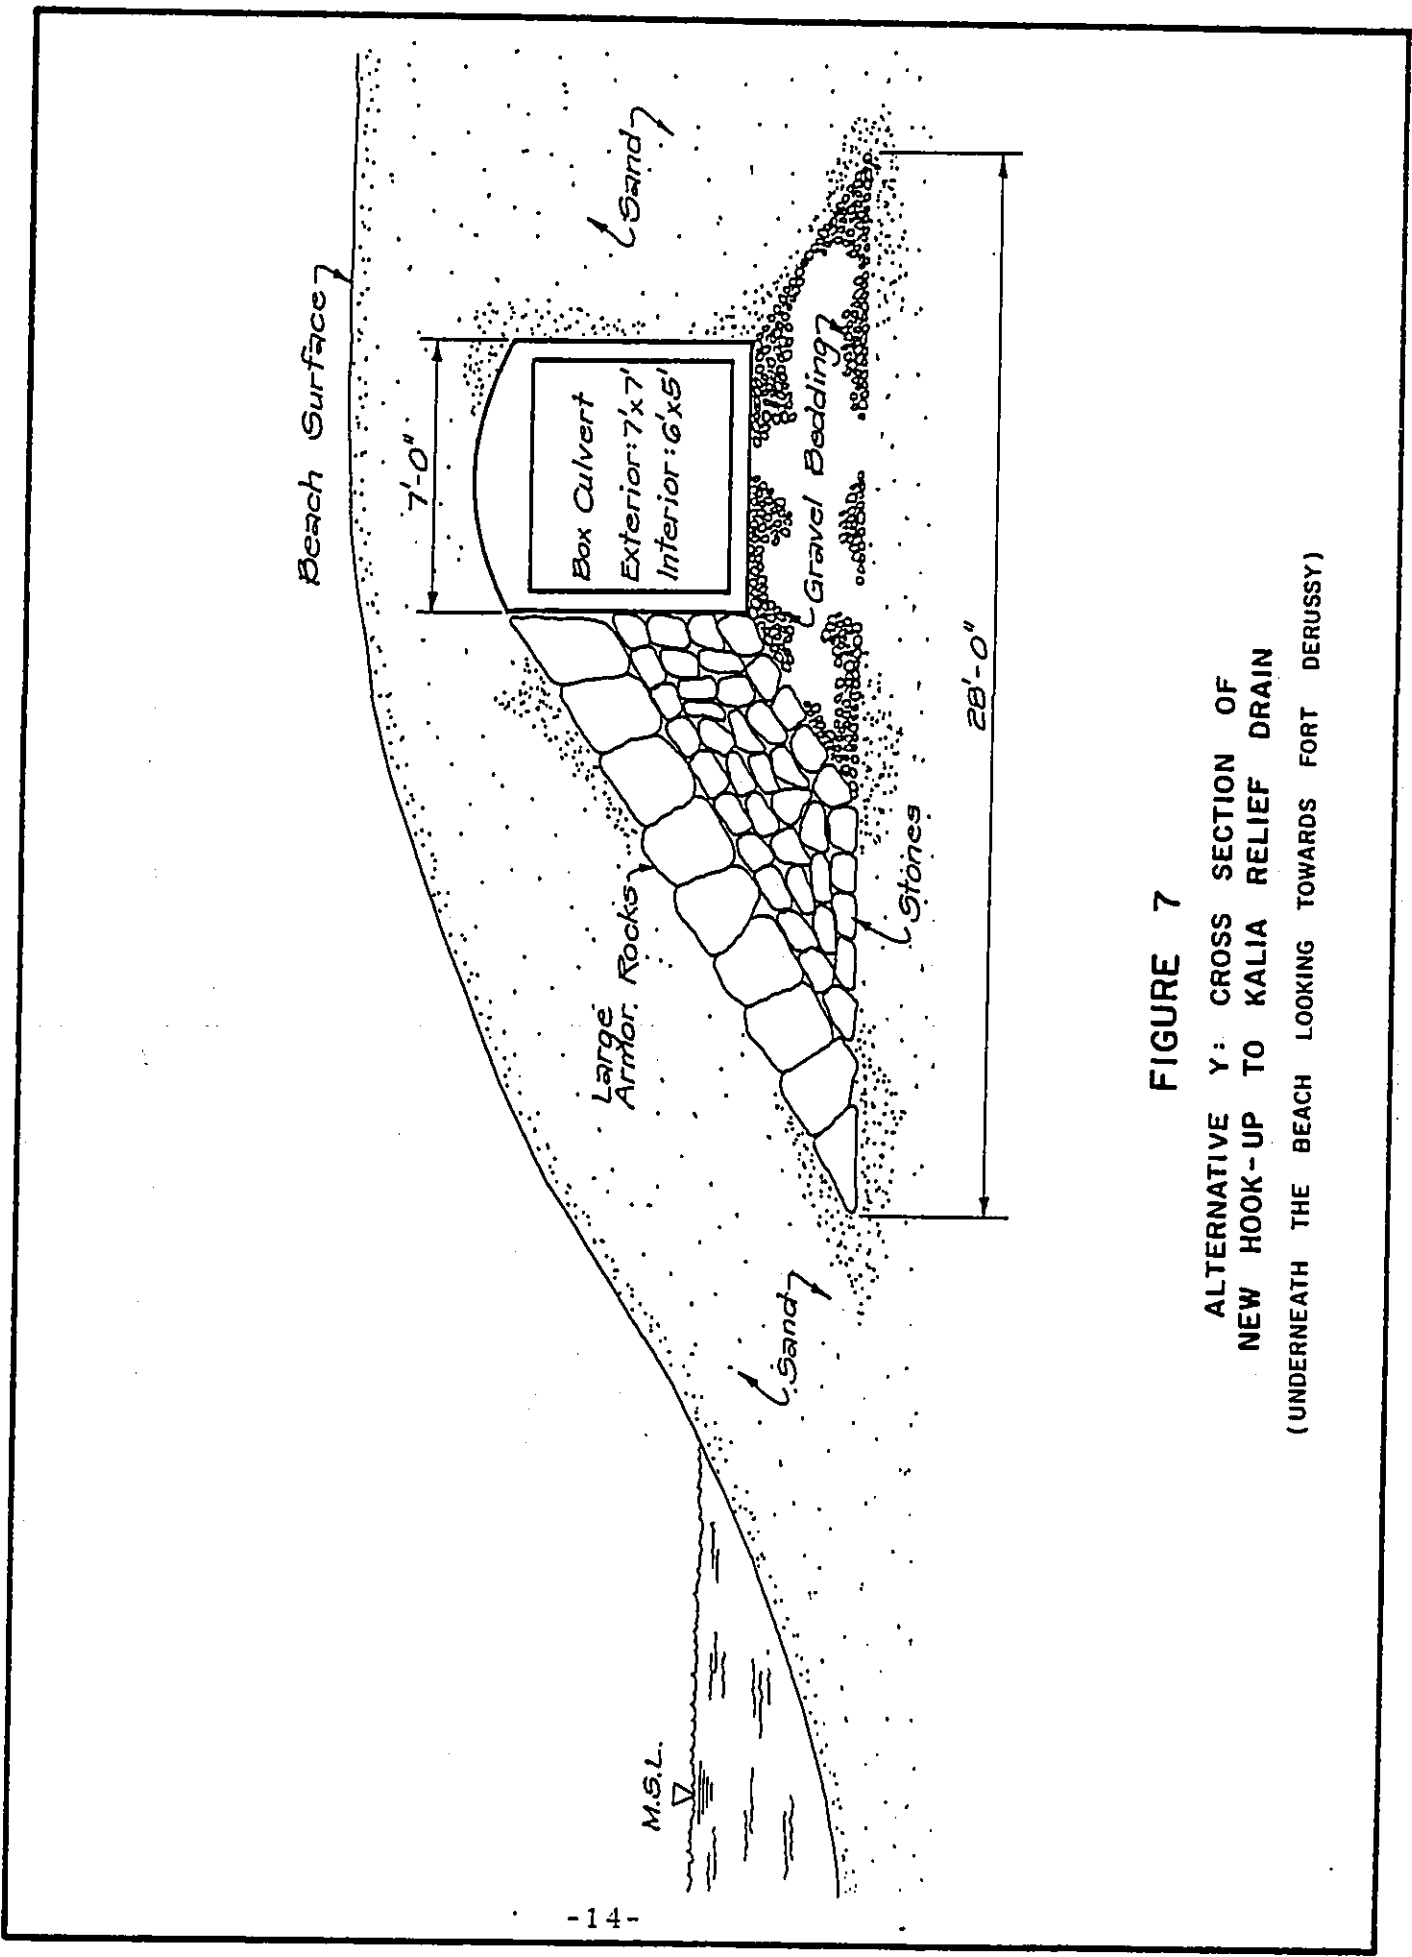 Beach Surface
7'-0"
Sand
Box Culvert
Exterior: 7'x7'
Interior: 6'x5'
Large
Armor. Rocks
Gravel Bedding
M.S.L.
Sand
Stones
28'-0"
FIGURE 7
ALTERNATIVE Y: CROSS SECTION OF
NEW HOOK-UP TO KALIA RELIEF DRAIN
(UNDERNEATH THE BEACH LOOKING TOWARDS FORT DERUSSY)
-14-